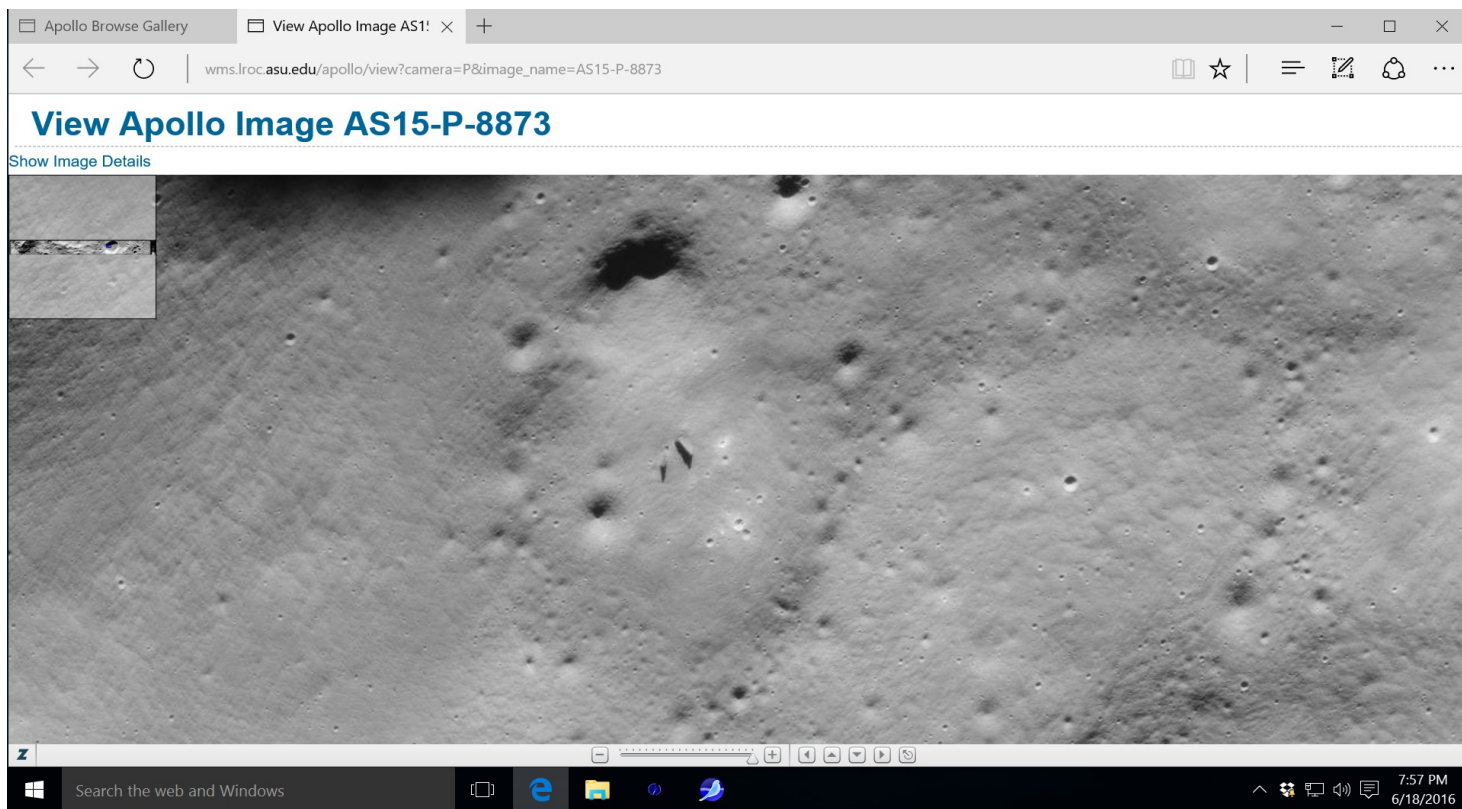 Apollo Browse Gallery
View Apollo Image AS1!
wms.lroc.asu.edu/apollo/view?camera=P&image_name=AS15-P-8873
View Apollo Image AS15-P-8873
Show Image Details
Z
Search the web and Windows
7:57 PM
6/18/2016